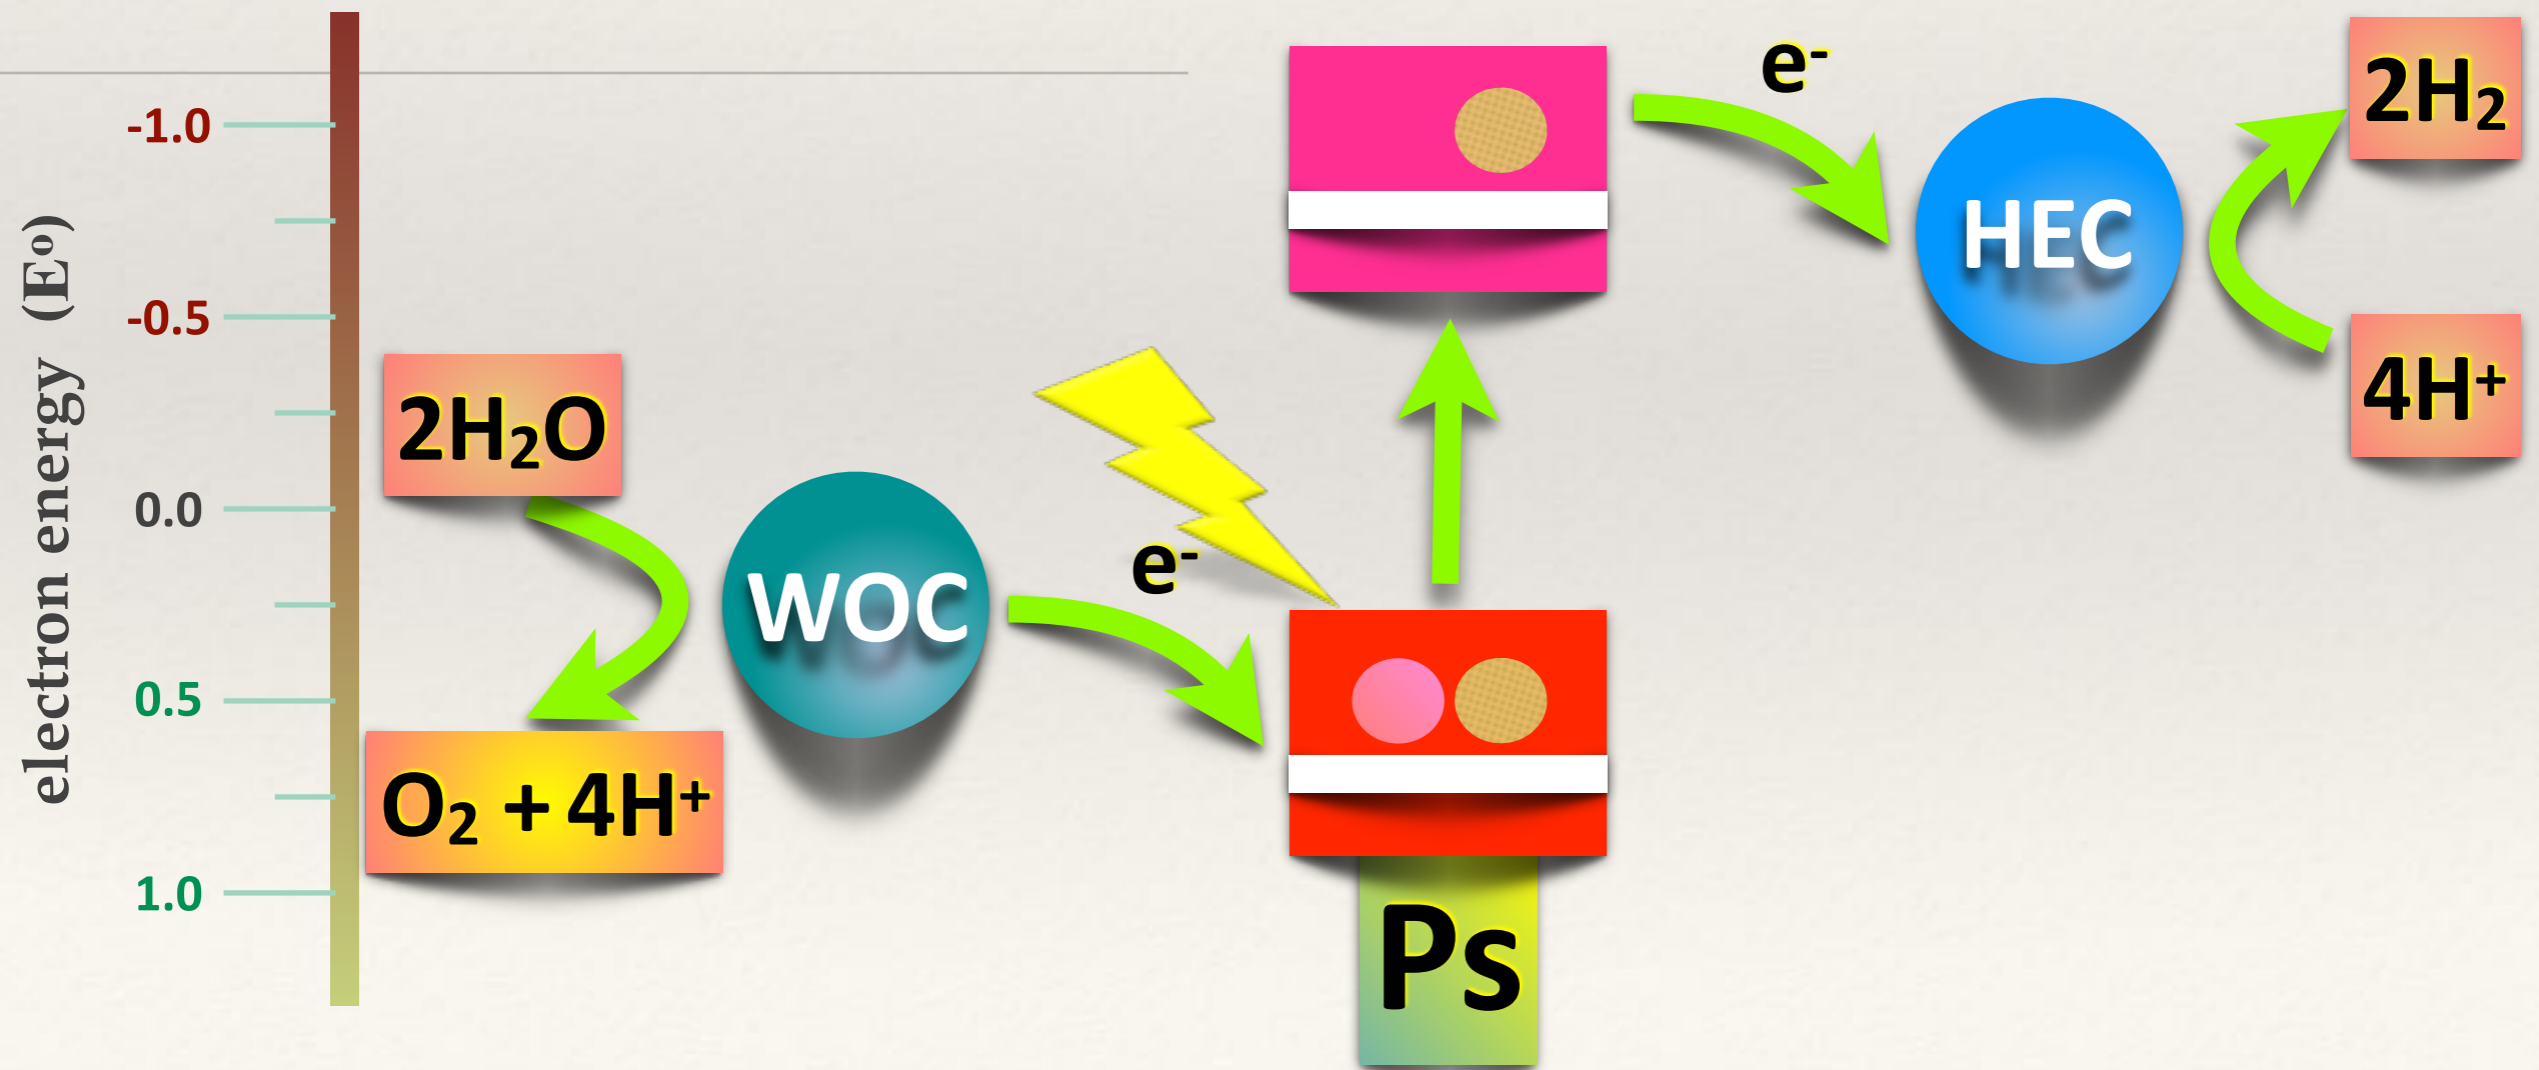 electron energy (Eº)
-1.0
-0.5
0.0
0.5
1.0
2H₂O
O₂ + 4H⁺
WOC
e⁻
Ps
e⁻
HEC
2H₂
4H⁺